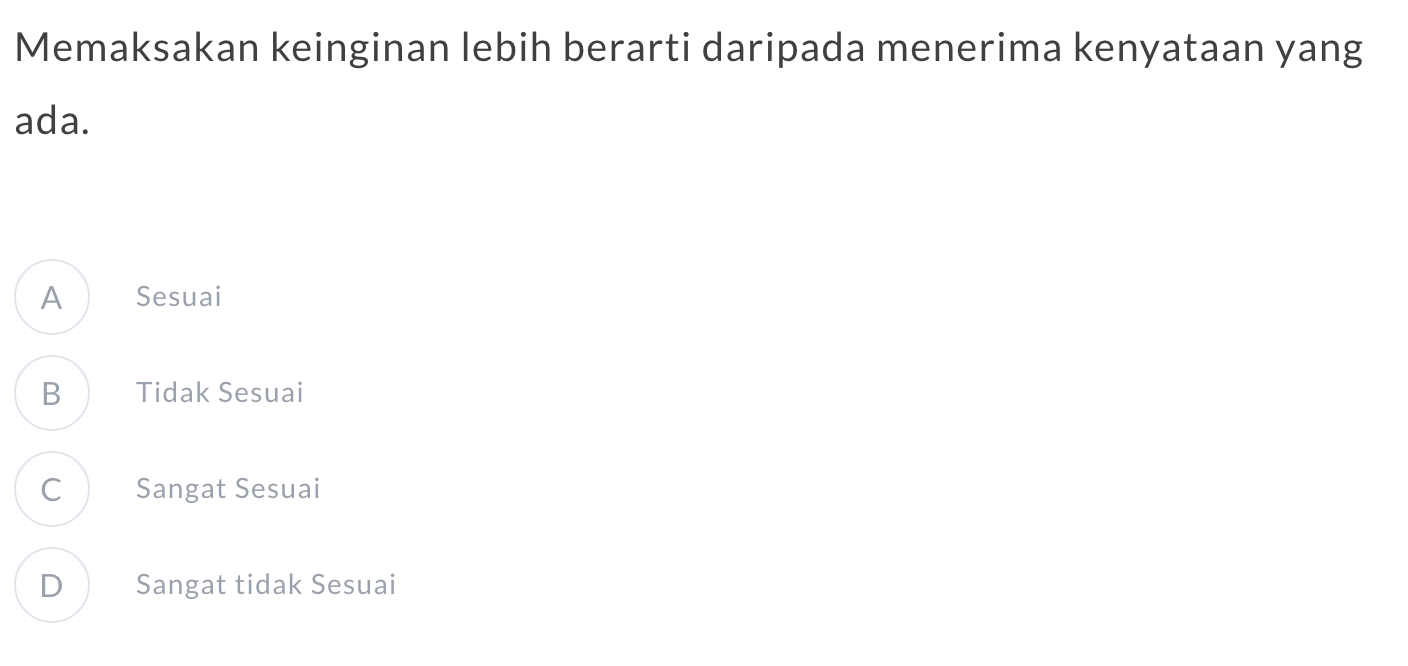 Memaksakan keinginan lebih berarti daripada menerima kenyataan yang
ada.
A Sesuai
B Tidak Sesuai
C Sangat Sesuai
D Sangat tidak Sesuai